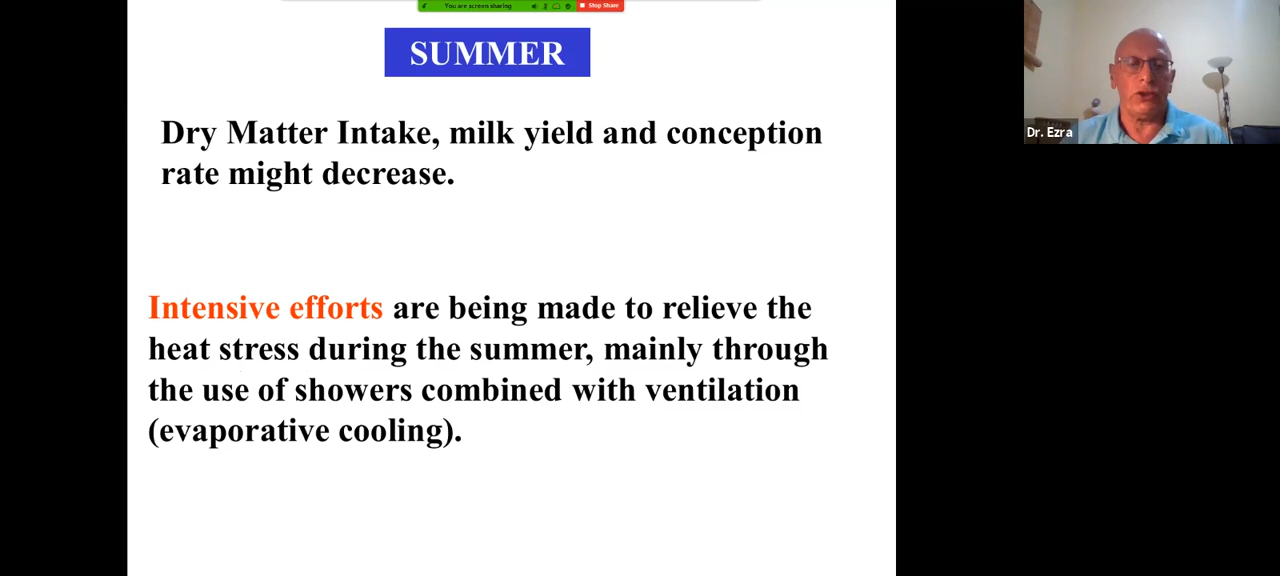 You are screen sharing
Stop Share
SUMMER
Dry Matter Intake, milk yield and conception
rate might decrease.
Intensive efforts are being made to relieve the
heat stress during the summer, mainly through
the use of showers combined with ventilation
(evaporative cooling).
Dr. Ezra